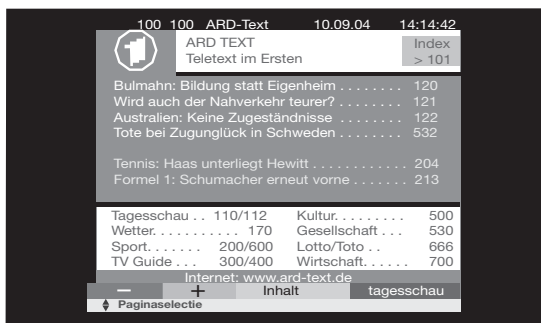 100 100 ARD-Text 10.09.04 14:14:42
1
ARD TEXT Index
Teletext im Ersten > 101
Bulmahn: Bildung statt Eigenheim . . . . . . . . 120
Wird auch der Nahverkehr teurer? . . . . . . . . 121
Australien: Keine Zugeständnisse . . . . . . . . 122
Tote bei Zugunglück in Schweden . . . . . . . . 532
Tennis: Haas unterliegt Hewitt . . . . . . . . . . . . 204
Formel 1: Schumacher erneut vorne . . . . . . . 213
Tagesschau . . 110/112 Kultur. . . . . . . . . 500
Wetter. . . . . . . . . . . 170 Gesellschaft . . . 530
Sport. . . . . . . 200/600 Lotto/Toto . . 666
TV Guide . . . 300/400 Wirtschaft. . . . . . 700
Internet: www.ard-text.de
– + Inhalt tagesschau
Paginaselectie